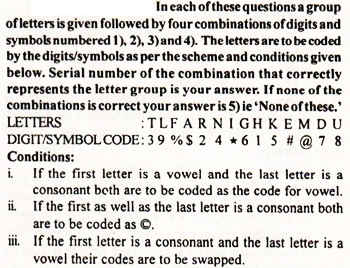 In each of these questions a group
of letters is given followed by four combinations of digits and
symbols numbered 1), 2), 3) and 4). The letters are to be coded
by the digits/symbols as per the scheme and conditions given
below. Serial number of the combination that correctly
represents the letter group is your answer. If none of the
combinations is correct your answer is 5) ie ‘None of these.’
LETTERS : T L F A R N I G H K E M D U
DIGIT/SYMBOL CODE: 3 9 % $ 2 4 ★ 6 1 5 # @ 7 8
Conditions:
i. If the first letter is a vowel and the last letter is a
consonant both are to be coded as the code for vowel.
ii. If the first as well as the last letter is a consonant both
are to be coded as ©.
iii. If the first letter is a consonant and the last letter is a
vowel their codes are to be swapped.